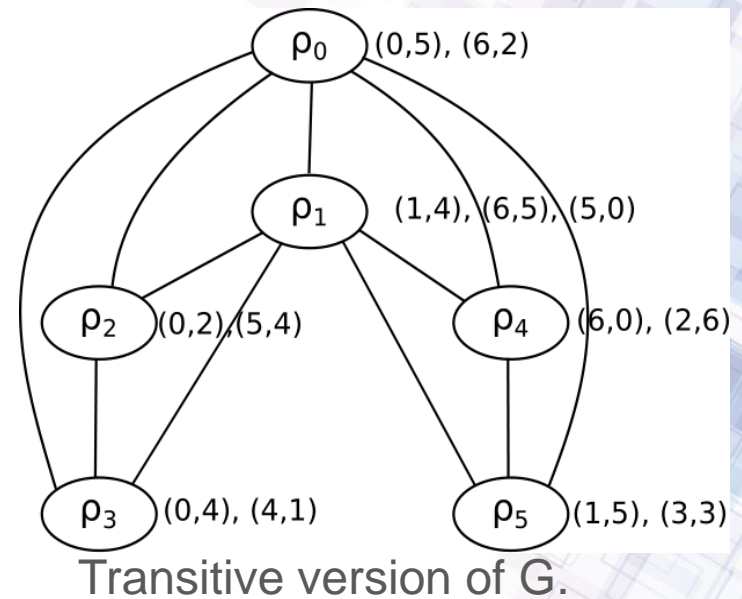 ρ₀ (0,5), (6,2)
ρ₁ (1,4), (6,5), (5,0)
ρ₂ (0,2),(5,4)
ρ₄ (6,0), (2,6)
ρ₃ (0,4), (4,1)
ρ₅ (1,5), (3,3)
Transitive version of G.